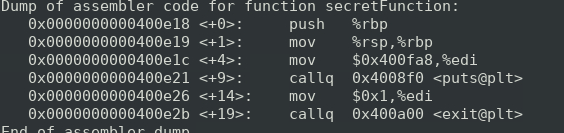 Dump of assembler code for function secretFunction:
0x0000000000400e18 <+0>: push %rbp
0x0000000000400e19 <+1>: mov %rsp,%rbp
0x0000000000400e1c <+4>: mov $0x400fa8,%edi
0x0000000000400e21 <+9>: callq 0x4008f0 <puts@plt>
0x0000000000400e26 <+14>: mov $0x1,%edi
0x0000000000400e2b <+19>: callq 0x400a00 <exit@plt>
End of assembler dump